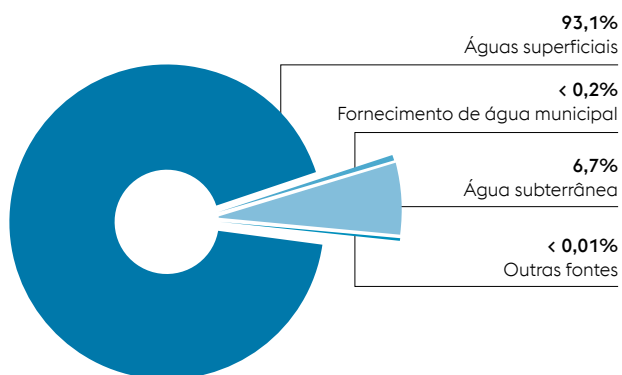 93,1%
Águas superficiais
< 0,2%
Fornecimento de água municipal
6,7%
Água subterrânea
< 0,01%
Outras fontes